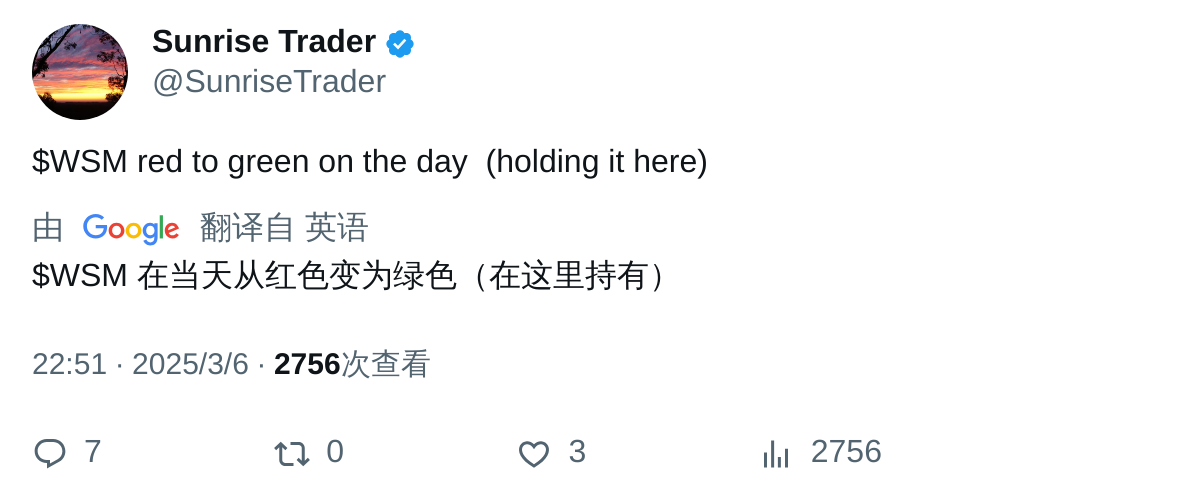 Sunrise Trader
@SunriseTrader
$WSM red to green on the day  (holding it here)
由 Google 翻译自 英语
$WSM 在当天从红色变为绿色（在这里持有）
22:51 · 2025/3/6 · 2756次查看
7 0 3 2756